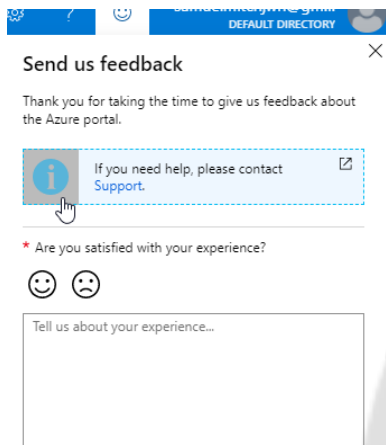 DEFAULT DIRECTORY
Send us feedback
Thank you for taking the time to give us feedback about
the Azure portal.
If you need help, please contact
Support.
* Are you satisfied with your experience?
Tell us about your experience...